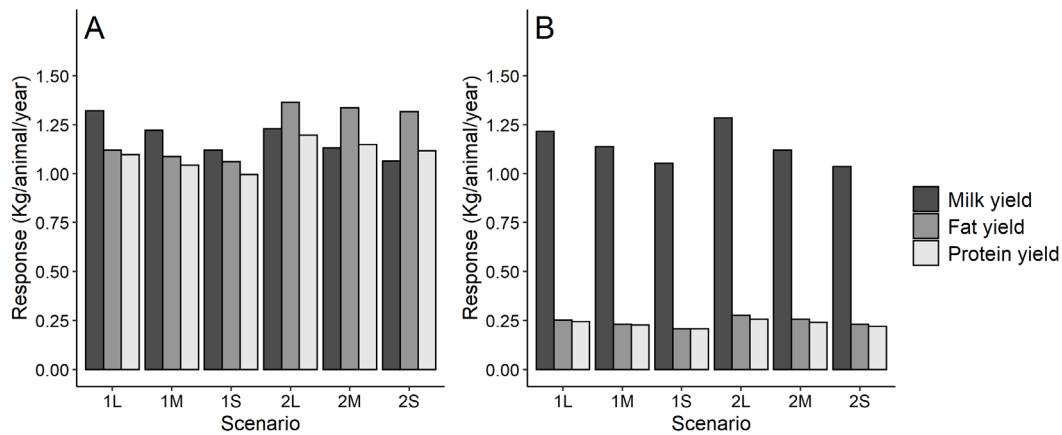 A
Response (Kg/animal/year)
1.50
1.25
1.00
0.75
0.50
0.25
0.00
1L 1M 1S 2L 2M 2S
Scenario
B
Response (Kg/animal/year)
1.50
1.25
1.00
0.75
0.50
0.25
0.00
1L 1M 1S 2L 2M 2S
Scenario
Milk yield
Fat yield
Protein yield